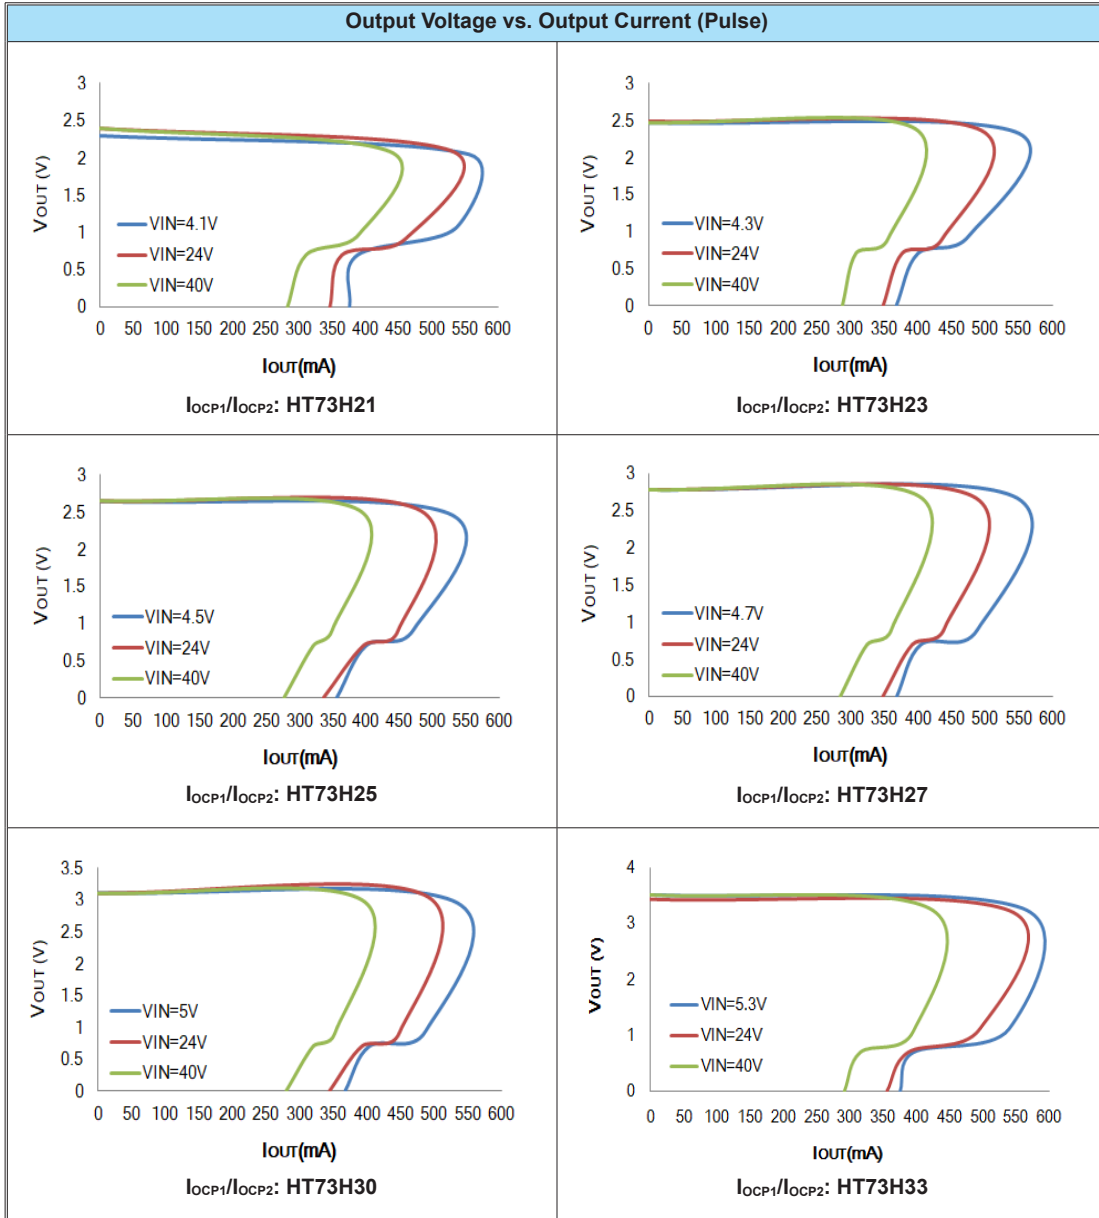 Output Voltage vs. Output Current (Pulse)
3
2.5
2
1.5
1
0.5
0
VOUT (V)
VIN=4.1V
VIN=24V
VIN=40V
0 50 100 150 200 250 300 350 400 450 500 550 600
IOUT(mA)
IOCP1/IOCP2: HT73H21
3
2.5
2
1.5
1
0.5
0
VOUT (V)
VIN=4.3V
VIN=24V
VIN=40V
0 50 100 150 200 250 300 350 400 450 500 550 600
IOUT(mA)
IOCP1/IOCP2: HT73H23
3
2.5
2
1.5
1
0.5
0
VOUT (V)
VIN=4.5V
VIN=24V
VIN=40V
0 50 100 150 200 250 300 350 400 450 500 550 600
IOUT(mA)
IOCP1/IOCP2: HT73H25
3
2.5
2
1.5
1
0.5
0
VOUT (V)
VIN=4.7V
VIN=24V
VIN=40V
0 50 100 150 200 250 300 350 400 450 500 550 600
IOUT(mA)
IOCP1/IOCP2: HT73H27
3.5
3
2.5
2
1.5
1
0.5
0
VOUT (V)
VIN=5V
VIN=24V
VIN=40V
0 50 100 150 200 250 300 350 400 450 500 550 600
IOUT(mA)
IOCP1/IOCP2: HT73H30
4
3
2
1
0
VOUT (V)
VIN=5.3V
VIN=24V
VIN=40V
0 50 100 150 200 250 300 350 400 450 500 550 600
IOUT(mA)
IOCP1/IOCP2: HT73H33